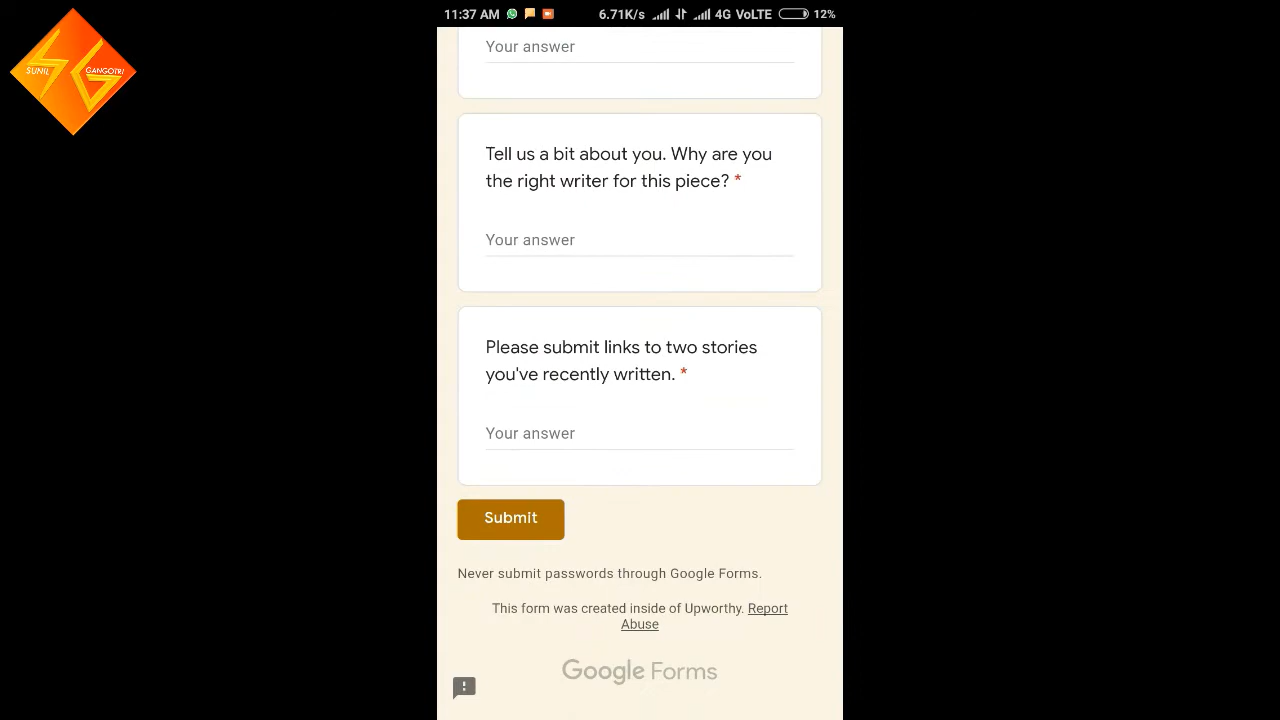 11:37 AM 6.71K/s 4G VoLTE 12%
SUNIL GANGOTRI
SG
Your answer
Tell us a bit about you. Why are you
the right writer for this piece? *
Your answer
Please submit links to two stories
you've recently written. *
Your answer
Submit
Never submit passwords through Google Forms.
This form was created inside of Upworthy. Report
Abuse
Google Forms